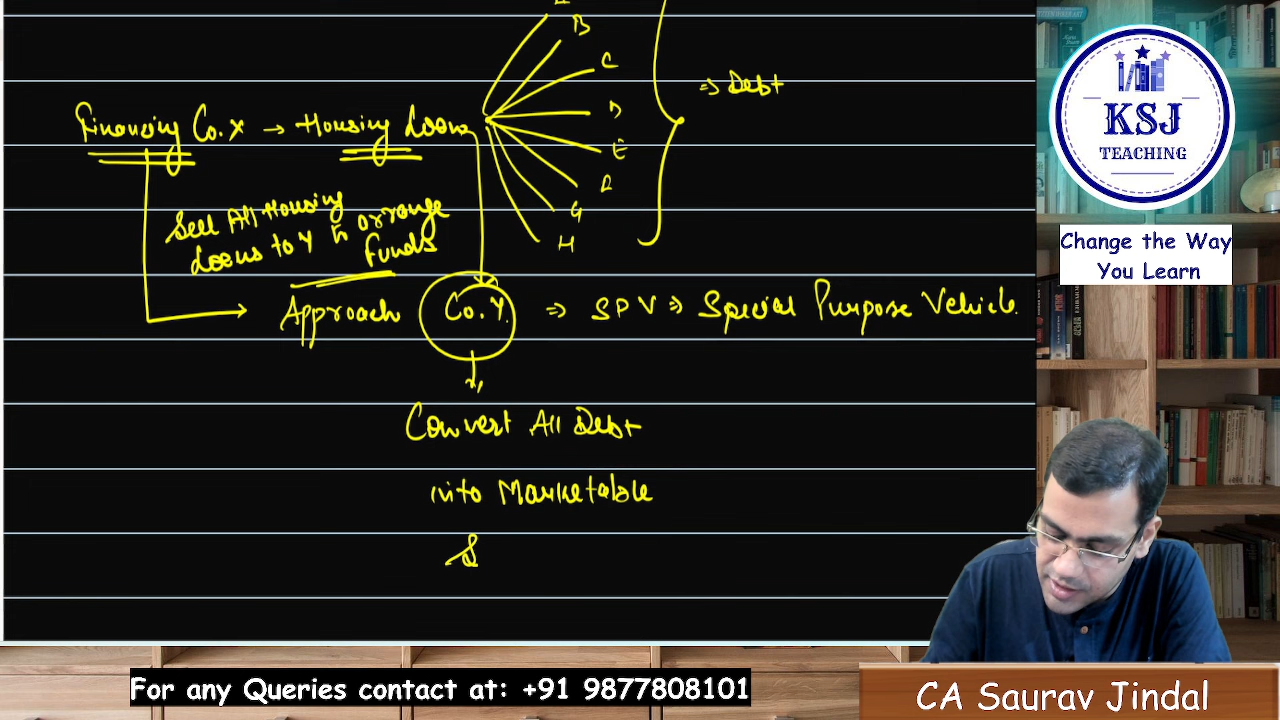 B
C
⇒ Debt
Financing Co. X → Housing Loans
D
E
Sell All Housing
Loans to Y & arrange
funds
G
H
Approach Co. Y. ⇒ SPV ⇒ Special Purpose Vehicle.
Convert All Debt
into Marketable
S
KSJ
TEACHING
Change the Way
You Learn
For any Queries contact at: +91 9877808101
CA Saurav Jindal